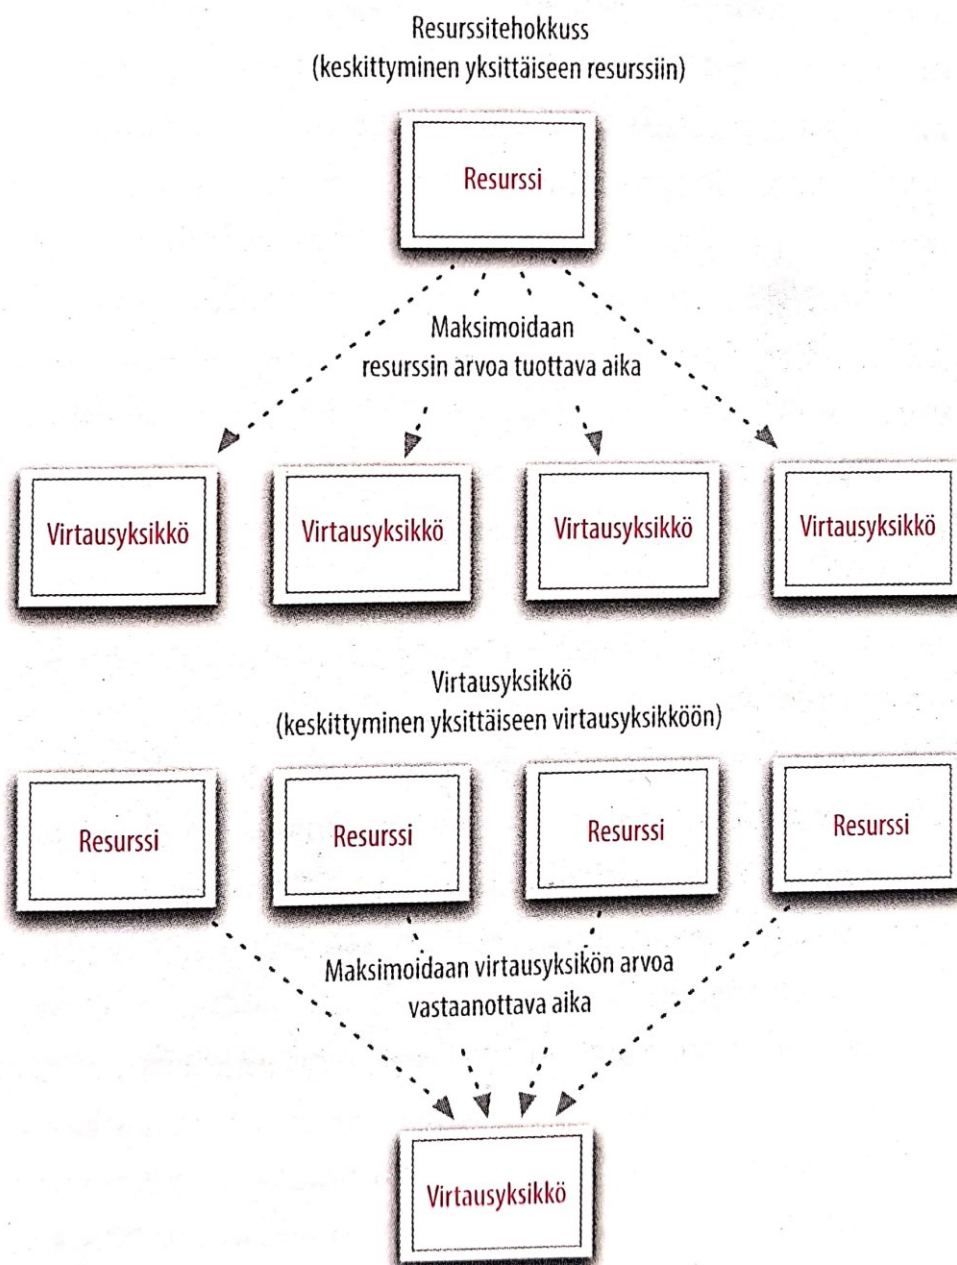 Resurssitehokkuss
(keskittyminen yksittäiseen resurssiin)
Resurssi
Maksimoidaan
resurssin arvoa tuottava aika
Virtausyksikkö
Virtausyksikkö
Virtausyksikkö
Virtausyksikkö
Virtausyksikkö
(keskittyminen yksittäiseen virtausyksikköön)
Resurssi
Resurssi
Resurssi
Resurssi
Maksimoidaan virtausyksikön arvoa
vastaanottava aika
Virtausyksikkö